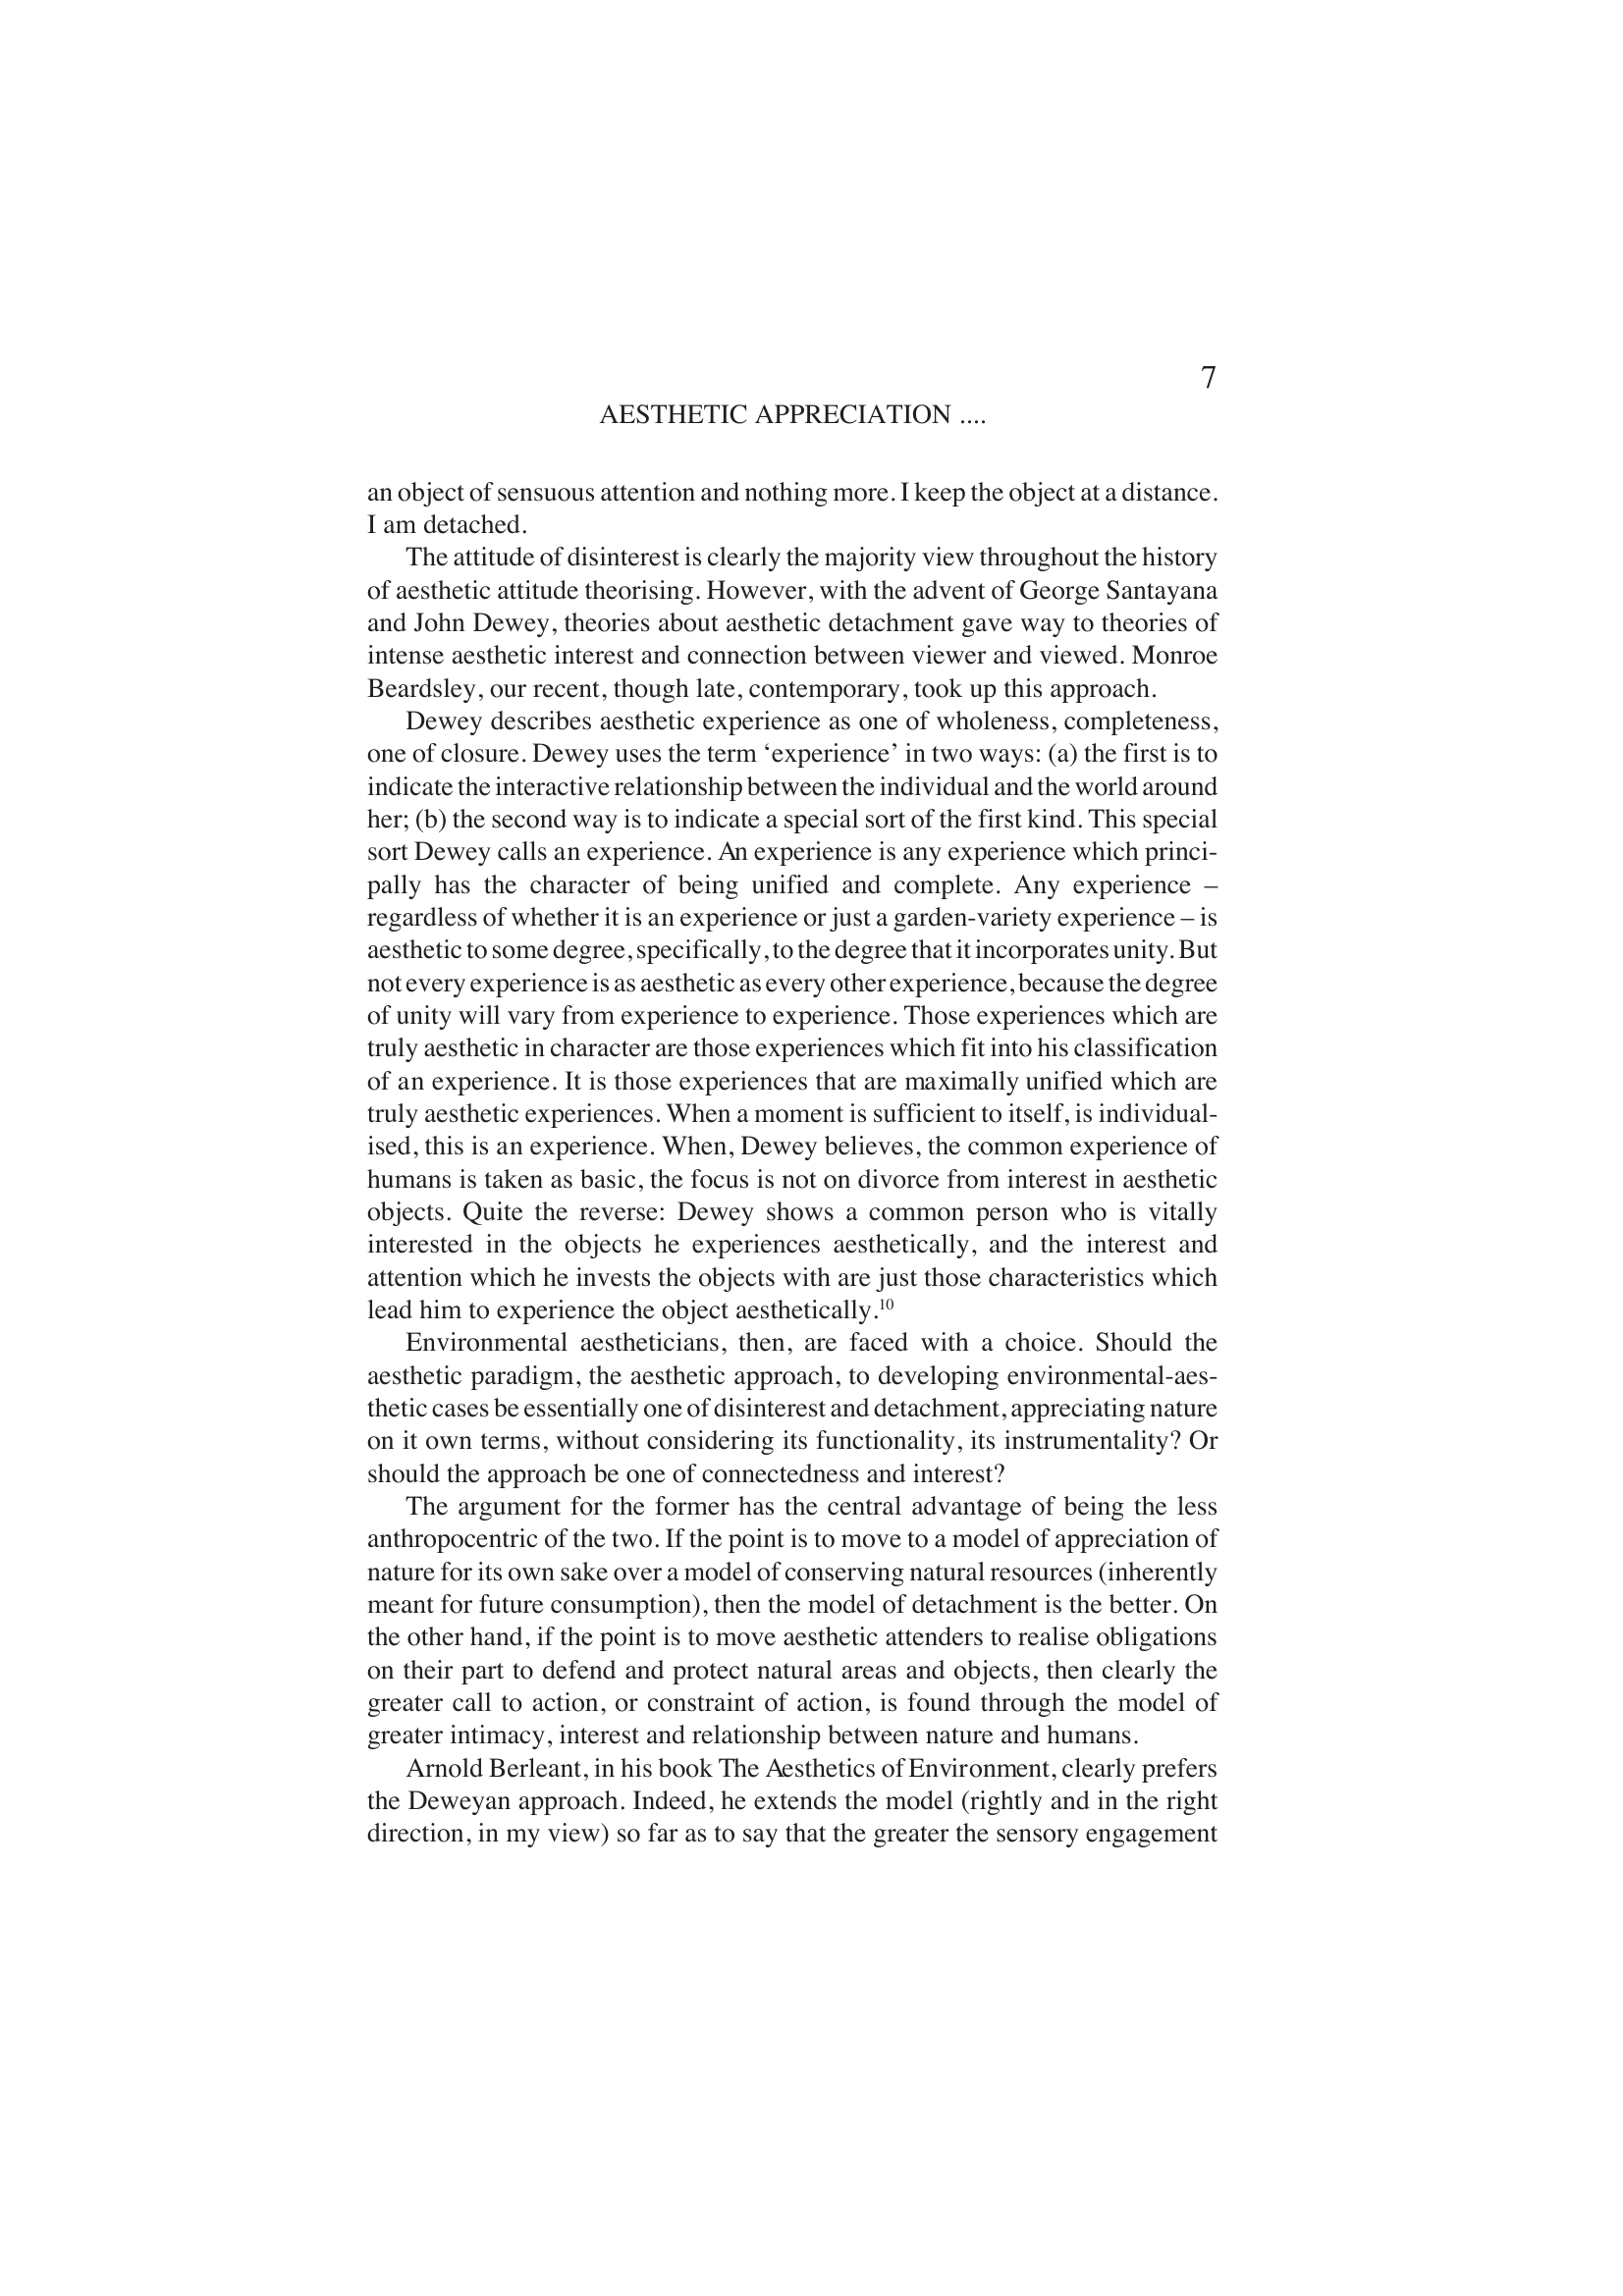 7
AESTHETIC APPRECIATION ....
an object of sensuous attention and nothing more. I keep the object at a distance.
I am detached.
The attitude of disinterest is clearly the majority view throughout the history
of aesthetic attitude theorising. However, with the advent of George Santayana
and John Dewey, theories about aesthetic detachment gave way to theories of
intense aesthetic interest and connection between viewer and viewed. Monroe
Beardsley, our recent, though late, contemporary, took up this approach.
Dewey describes aesthetic experience as one of wholeness, completeness,
one of closure. Dewey uses the term ‘experience’ in two ways: (a) the first is to
indicate the interactive relationship between the individual and the world around
her; (b) the second way is to indicate a special sort of the first kind. This special
sort Dewey calls an experience. An experience is any experience which princi-
pally has the character of being unified and complete. Any experience –
regardless of whether it is an experience or just a garden-variety experience – is
aesthetic to some degree, specifically, to the degree that it incorporates unity. But
not every experience is as aesthetic as every other experience, because the degree
of unity will vary from experience to experience. Those experiences which are
truly aesthetic in character are those experiences which fit into his classification
of an experience. It is those experiences that are maximally unified which are
truly aesthetic experiences. When a moment is sufficient to itself, is individual-
ised, this is an experience. When, Dewey believes, the common experience of
humans is taken as basic, the focus is not on divorce from interest in aesthetic
objects. Quite the reverse: Dewey shows a common person who is vitally
interested in the objects he experiences aesthetically, and the interest and
attention which he invests the objects with are just those characteristics which
lead him to experience the object aesthetically.10
Environmental aestheticians, then, are faced with a choice. Should the
aesthetic paradigm, the aesthetic approach, to developing environmental-aes-
thetic cases be essentially one of disinterest and detachment, appreciating nature
on it own terms, without considering its functionality, its instrumentality? Or
should the approach be one of connectedness and interest?
The argument for the former has the central advantage of being the less
anthropocentric of the two. If the point is to move to a model of appreciation of
nature for its own sake over a model of conserving natural resources (inherently
meant for future consumption), then the model of detachment is the better. On
the other hand, if the point is to move aesthetic attenders to realise obligations
on their part to defend and protect natural areas and objects, then clearly the
greater call to action, or constraint of action, is found through the model of
greater intimacy, interest and relationship between nature and humans.
Arnold Berleant, in his book The Aesthetics of Environment, clearly prefers
the Deweyan approach. Indeed, he extends the model (rightly and in the right
direction, in my view) so far as to say that the greater the sensory engagement